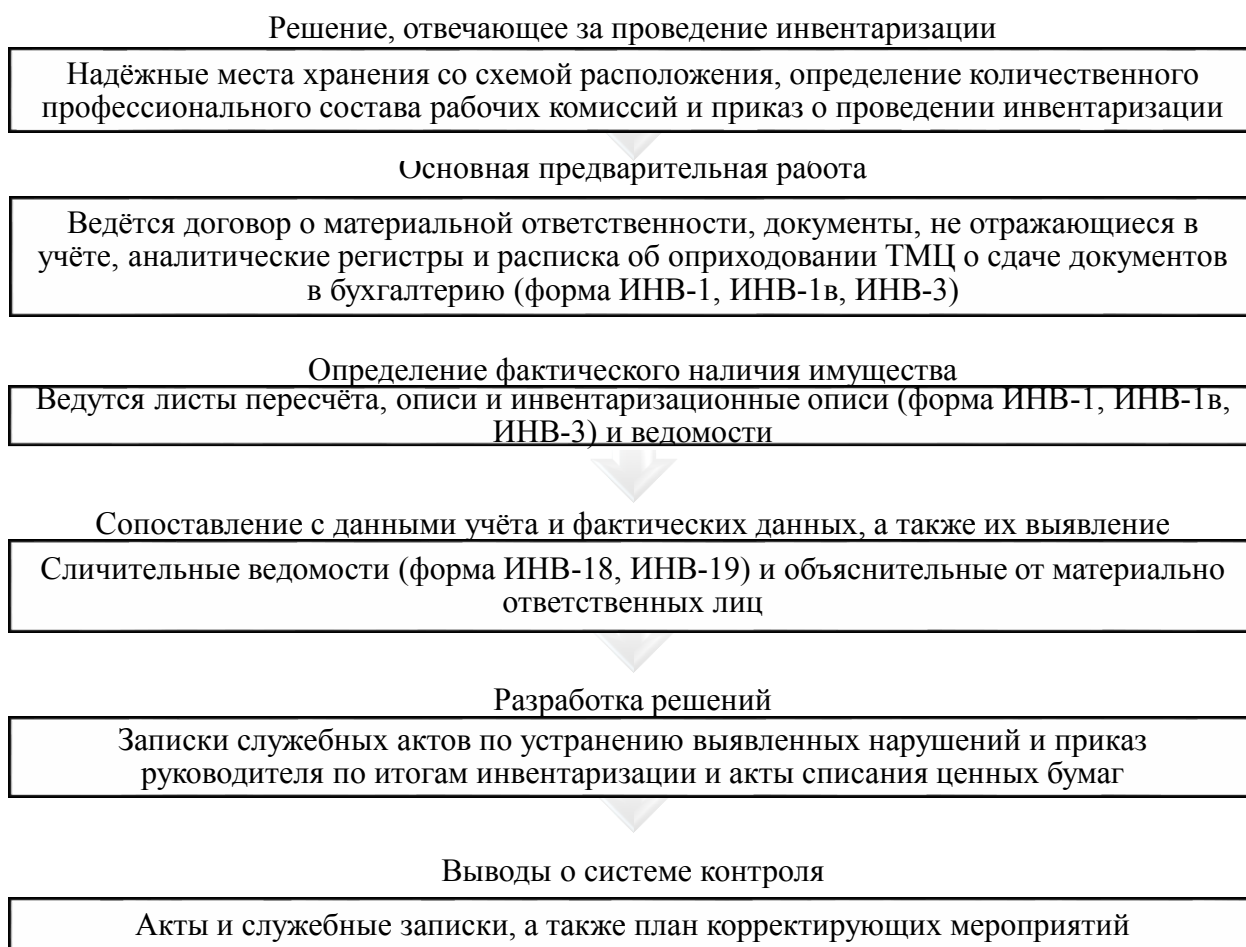 Решение, отвечающее за проведение инвентаризации
Надёжные места хранения со схемой расположения, определение количественного
профессионального состава рабочих комиссий и приказ о проведении инвентаризации
Основная предварительная работа
Ведётся договор о материальной ответственности, документы, не отражающиеся в
учёте, аналитические регистры и расписка об оприходовании ТМЦ о сдаче документов
в бухгалтерию (форма ИНВ-1, ИНВ-1в, ИНВ-3)
Определение фактического наличия имущества
Ведутся листы пересчёта, описи и инвентаризационные описи (форма ИНВ-1, ИНВ-1в,
ИНВ-3) и ведомости
Сопоставление с данными учёта и фактических данных, а также их выявление
Сличительные ведомости (форма ИНВ-18, ИНВ-19) и объяснительные от материально
ответственных лиц
Разработка решений
Записки служебных актов по устранению выявленных нарушений и приказ
руководителя по итогам инвентаризации и акты списания ценных бумаг
Выводы о системе контроля
Акты и служебные записки, а также план корректирующих мероприятий